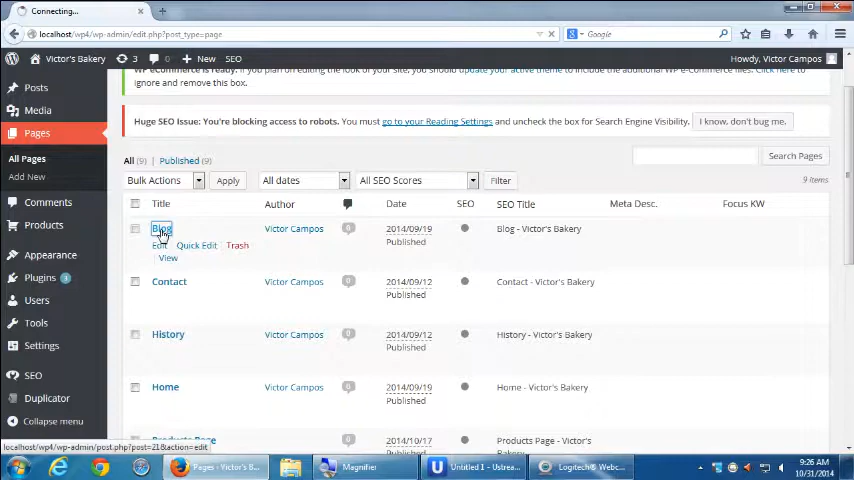 Connecting...
localhost/wp4/wp-admin/edit.php?post_type=page
Google
Victor's Bakery 3 0 New SEO
Howdy, Victor Campos
Posts
Media
Pages
All Pages
Add New
Comments
Products
Appearance
Plugins 3
Users
Tools
Settings
SEO
Duplicator
Collapse menu
WP eCommerce is ready. If you plan on editing the look of your site, you should update your active theme to include the additional WP e-Commerce files. Click here to
ignore and remove this box.
Huge SEO Issue: You're blocking access to robots. You must go to your Reading Settings and uncheck the box for Search Engine Visibility. I know, don't bug me.
All (9) | Published (9)
Search Pages
Bulk Actions Apply All dates All SEO Scores Filter 9 items
Title Author Date SEO SEO Title Meta Desc. Focus KW
Blog Victor Campos 0 2014/09/19 Blog - Victor's Bakery
Published
Edit Quick Edit Trash
| View
Contact Victor Campos 0 2014/09/12 Contact - Victor's Bakery
Published
History Victor Campos 0 2014/09/12 History - Victor's Bakery
Published
Home Victor Campos 0 2014/09/19 Home - Victor's Bakery
Published
Products Page Victor Campos 0 2014/10/17 Products Page - Victor's
localhost/wp4/wp-admin/post.php?post=21&action=edit
Pages - Victor's B...
Magnifier
Untitled 1 - Ustrea...
Logitech® Webc...
9:26 AM
10/31/2014